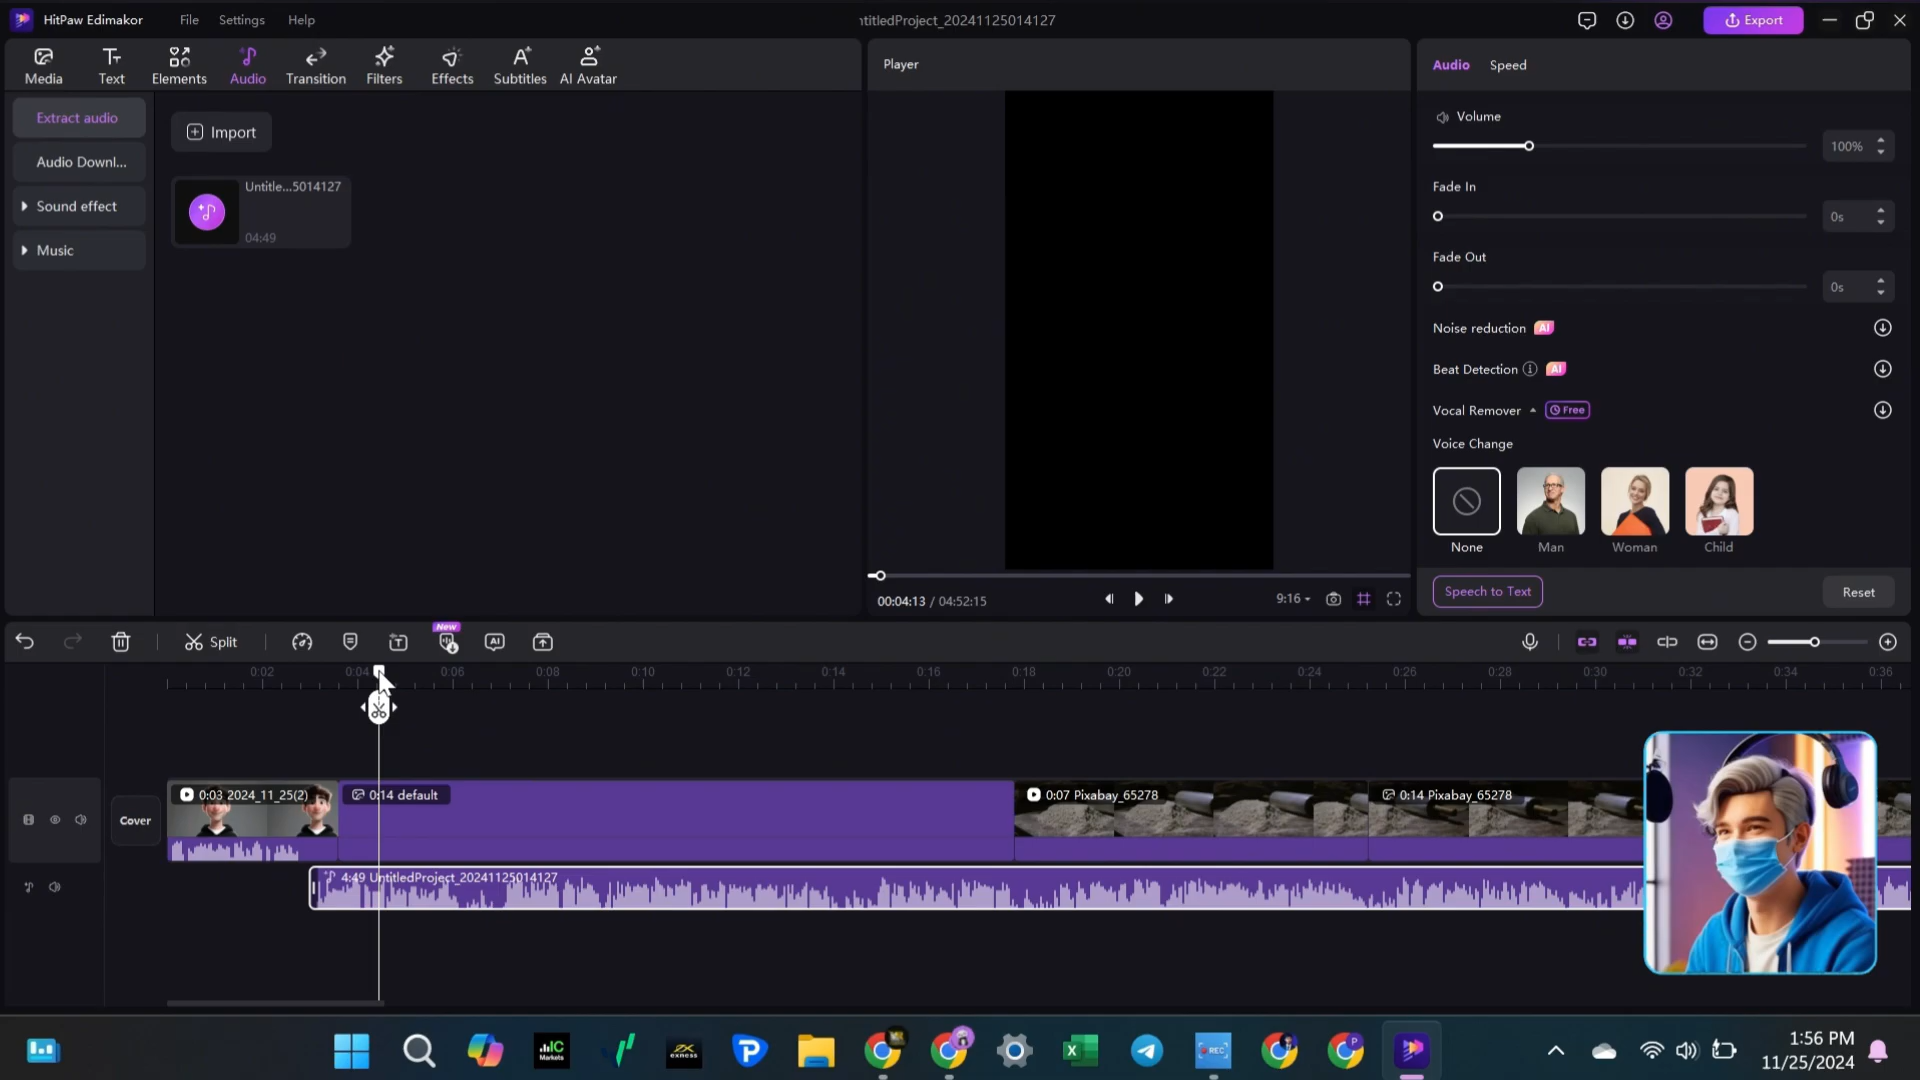 HitPaw Edimakor
File
Settings
Help
ntitledProject_20241125014127
Export
Media
Text
Elements
Audio
Transition
Filters
Effects
Subtitles
AI Avatar
Player
Audio
Speed
Extract audio
Import
Audio Downl...
Sound effect
Music
Untitle...5014127
04:49
Volume
100%
Fade In
0s
Fade Out
0s
Noise reduction AI
Beat Detection AI
Vocal Remover Free
Voice Change
None
Man
Woman
Child
Speech to Text
Reset
00:04:13 / 04:52:15
9:16
Split
New
AI
0:02 0:04 0:06 0:08 0:10 0:12 0:14 0:16 0:18 0:20 0:22 0:24 0:26 0:28 0:30 0:32 0:34 0:36
Cover
0:03 2024_11_25(2)
0:14 default
0:07 Pixabay_65278
0:14 Pixabay_65278
4:49 UntitledProject_20241125014127
IC
Markets
exness
REC
P
1:56 PM
11/25/2024